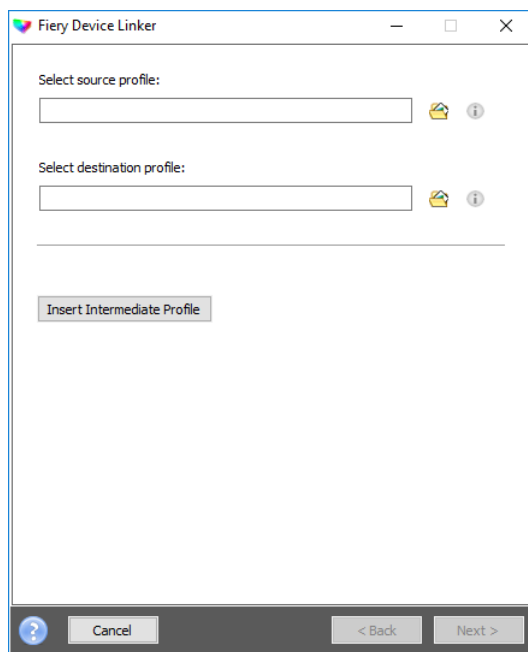 Fiery Device Linker
Select source profile:
Select destination profile:
Insert Intermediate Profile
Cancel
< Back
Next >